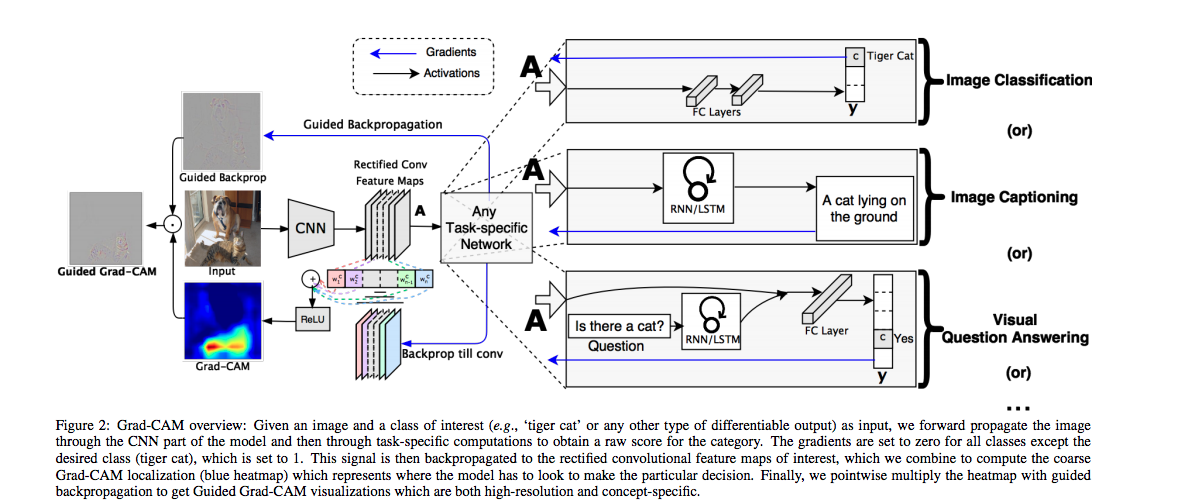 Gradients
Activations
A
c Tiger Cat
FC Layers
y
Image Classification
(or)
Guided Backpropagation
Guided Backprop
Rectified Conv
Feature Maps
A
CNN
Any
Task-specific
Network
Input
Guided Grad-CAM
A
RNN/LSTM
A cat lying on
the ground
Image Captioning
(or)
w₁ᶜ w₂ᶜ wₙ₋₁ᶜ wₙᶜ
+
ReLU
Grad-CAM
Backprop till conv
A
Is there a cat?
Question
RNN/LSTM
FC Layer
c Yes
y
Visual
Question Answering
(or)
...
Figure 2: Grad-CAM overview: Given an image and a class of interest (e.g., ‘tiger cat’ or any other type of differentiable output) as input, we forward propagate the image
through the CNN part of the model and then through task-specific computations to obtain a raw score for the category. The gradients are set to zero for all classes except the
desired class (tiger cat), which is set to 1. This signal is then backpropagated to the rectified convolutional feature maps of interest, which we combine to compute the coarse
Grad-CAM localization (blue heatmap) which represents where the model has to look to make the particular decision. Finally, we pointwise multiply the heatmap with guided
backpropagation to get Guided Grad-CAM visualizations which are both high-resolution and concept-specific.